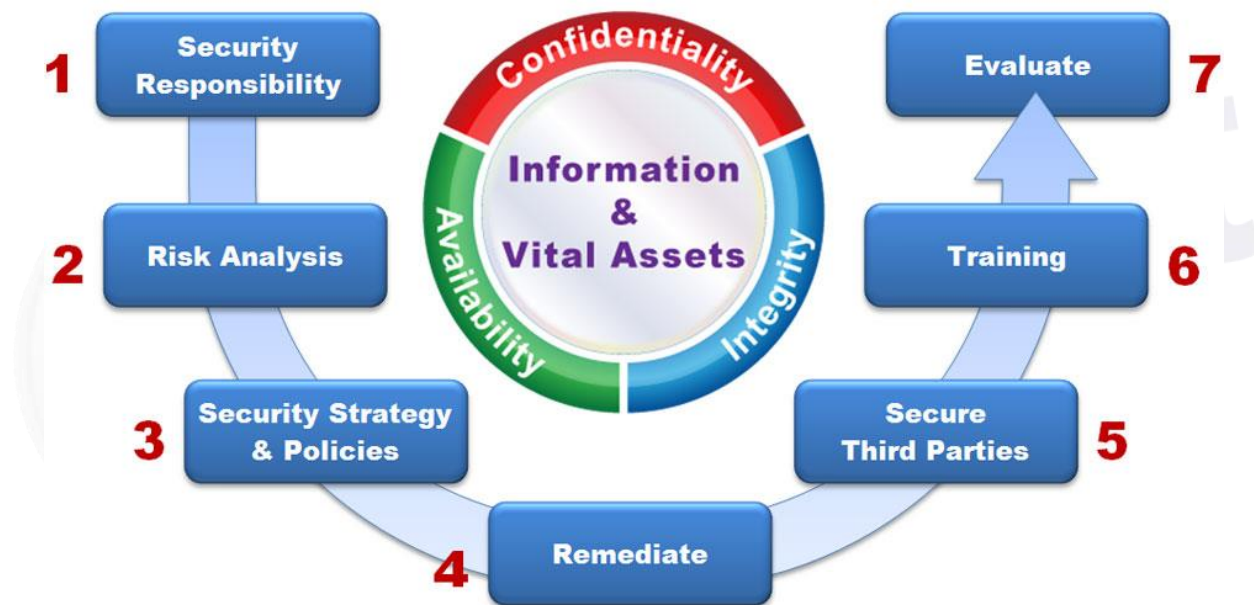 1
Security
Responsibility
2
Risk Analysis
3
Security Strategy
& Policies
4
Remediate
5
Secure
Third Parties
6
Training
7
Evaluate
Confidentiality
Availability
Integrity
Information
&
Vital Assets